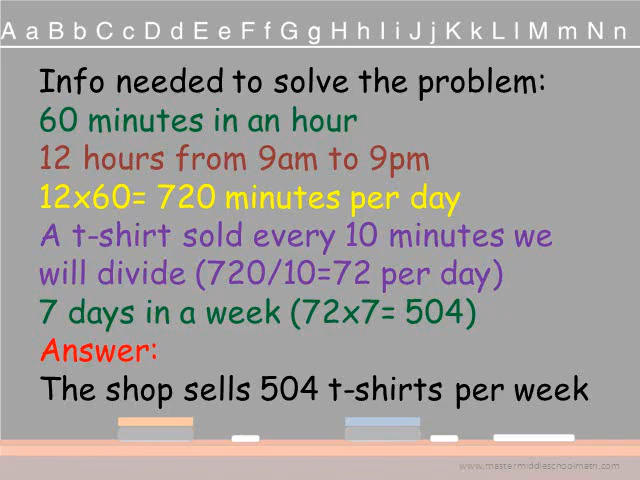 A a B b C c D d E e F f G g H h I i J j K k L l M m N n
Info needed to solve the problem:
60 minutes in an hour
12 hours from 9am to 9pm
12x60= 720 minutes per day
A t-shirt sold every 10 minutes we
will divide (720/10=72 per day)
7 days in a week (72x7= 504)
Answer:
The shop sells 504 t-shirts per week
www.mastermiddleschoolmath.com